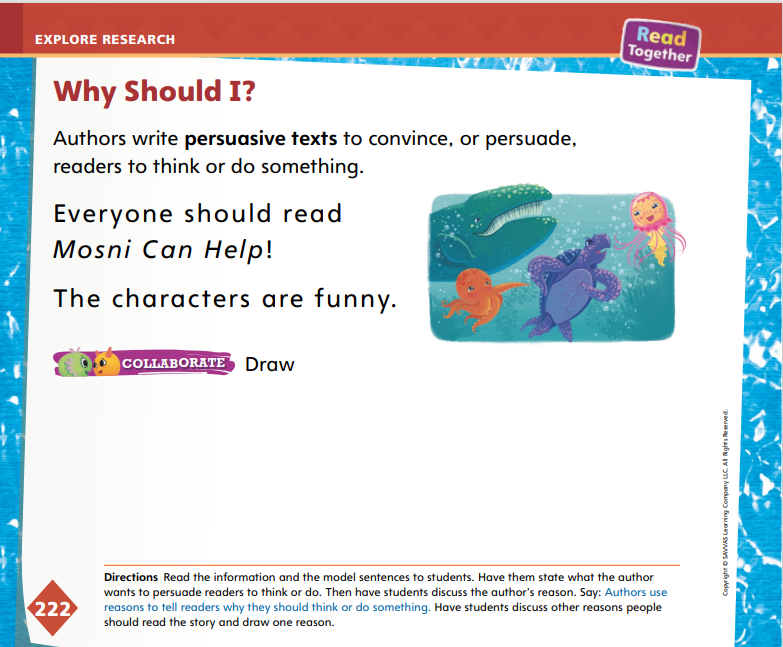 EXPLORE RESEARCH
Read
Together
Why Should I?
Authors write persuasive texts to convince, or persuade,
readers to think or do something.
Everyone should read
Mosni Can Help!
The characters are funny.
COLLABORATE Draw
Copyright © SAVVAS Learning Company LLC. All Rights Reserved.
Directions Read the information and the model sentences to students. Have them state what the author
wants to persuade readers to think or do. Then have students discuss the author's reason. Say: Authors use
reasons to tell readers why they should think or do something. Have students discuss other reasons people
should read the story and draw one reason.
222